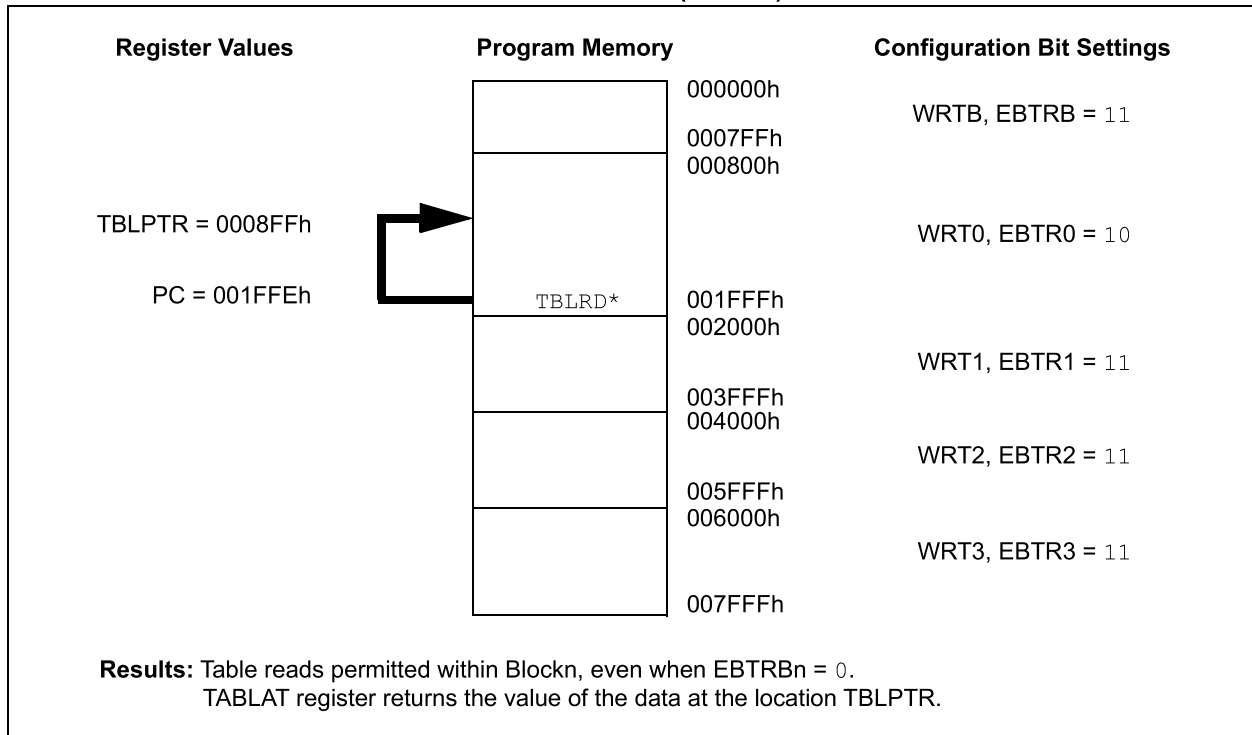 Register Values Program Memory Configuration Bit Settings
000000h
WRTB, EBTRB = 11
0007FFh
000800h
TBLPTR = 0008FFh
WRT0, EBTR0 = 10
PC = 001FFEh
TBLRD*
001FFFh
002000h
WRT1, EBTR1 = 11
003FFFh
004000h
WRT2, EBTR2 = 11
005FFFh
006000h
WRT3, EBTR3 = 11
007FFFh
Results: Table reads permitted within Blockn, even when EBTRBn = 0.
TABLAT register returns the value of the data at the location TBLPTR.